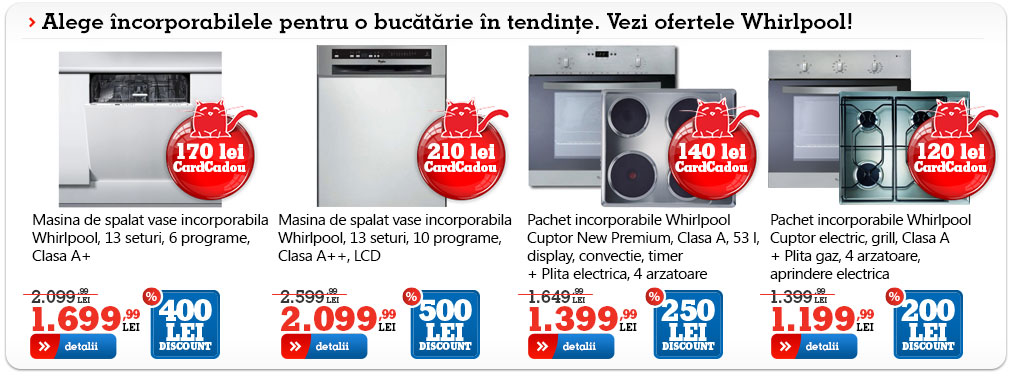 › Alege încorporabilele pentru o bucătărie în tendințe. Vezi ofertele Whirlpool!
170 lei
CardCadou
Masina de spalat vase incorporabila
Whirlpool, 13 seturi, 6 programe,
Clasa A+
2.099,99 LEI
1.699,99 LEI
% 400
LEI
DISCOUNT
» detalii
210 lei
CardCadou
Masina de spalat vase incorporabila
Whirlpool, 13 seturi, 10 programe,
Clasa A++, LCD
2.599,99 LEI
2.099,99 LEI
% 500
LEI
DISCOUNT
» detalii
140 lei
CardCadou
Pachet incorporabile Whirlpool
Cuptor New Premium, Clasa A, 53 l,
display, convectie, timer
+ Plita electrica, 4 arzatoare
1.649,99 LEI
1.399,99 LEI
% 250
LEI
DISCOUNT
» detalii
120 lei
CardCadou
Pachet incorporabile Whirlpool
Cuptor electric, grill, Clasa A
+ Plita gaz, 4 arzatoare,
aprindere electrica
1.399,99 LEI
1.199,99 LEI
% 200
LEI
DISCOUNT
» detalii